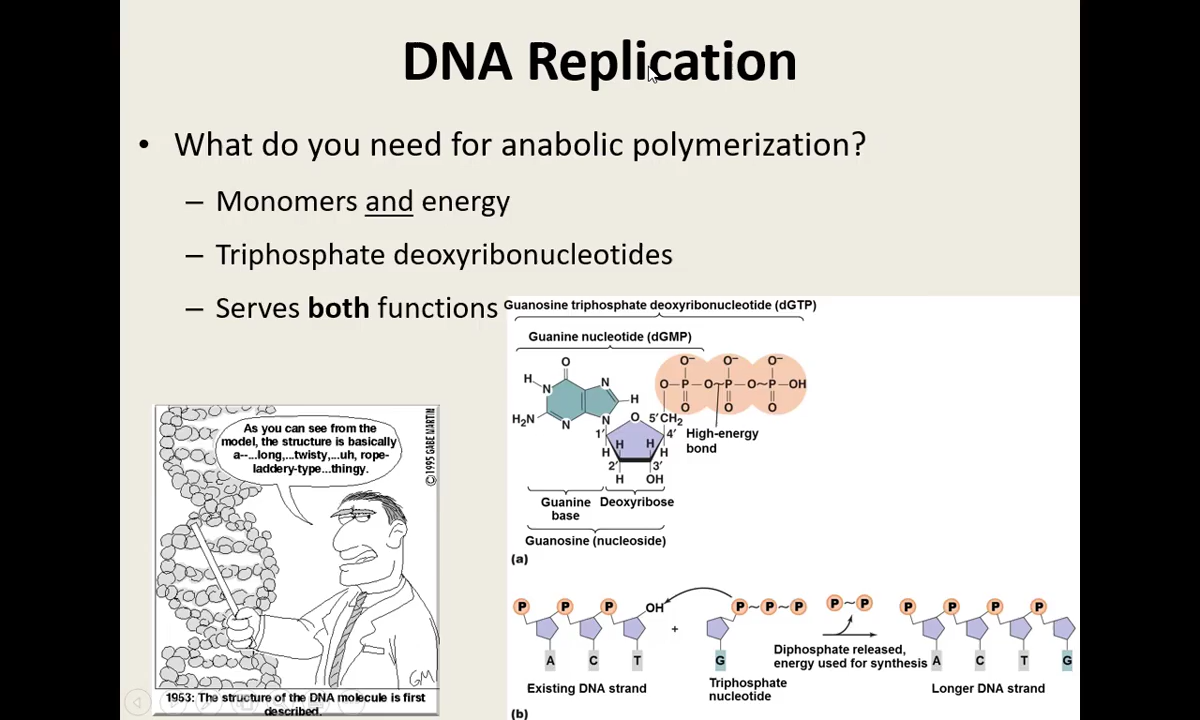 DNA Replication
• What do you need for anabolic polymerization?
– Monomers and energy
– Triphosphate deoxyribonucleotides
– Serves both functions
Guanosine triphosphate deoxyribonucleotide (dGTP)
Guanine nucleotide (dGMP)
O
O⁻ O⁻ O⁻
H
N
N
O—P—O~P—O~P—OH
H
H₂N
N
N
O
5′ CH₂
O O O
1′
4′
High-energy
bond
H H
H H
2′ 3′
H OH
Guanine
base
Deoxyribose
Guanosine (nucleoside)
(a)
As you can see from the
model, the structure is basically
a--...long,...twisty,...uh, rope-
laddery-type...thingy.
©1995 GABE MARTIN
GM
1953: The structure of the DNA molecule is first
described.
P P P OH
P~P~P
P~P
P P P P
+
A C T
G
Diphosphate released,
energy used for synthesis
A C T G
Existing DNA strand
Triphosphate
nucleotide
Longer DNA strand
(b)